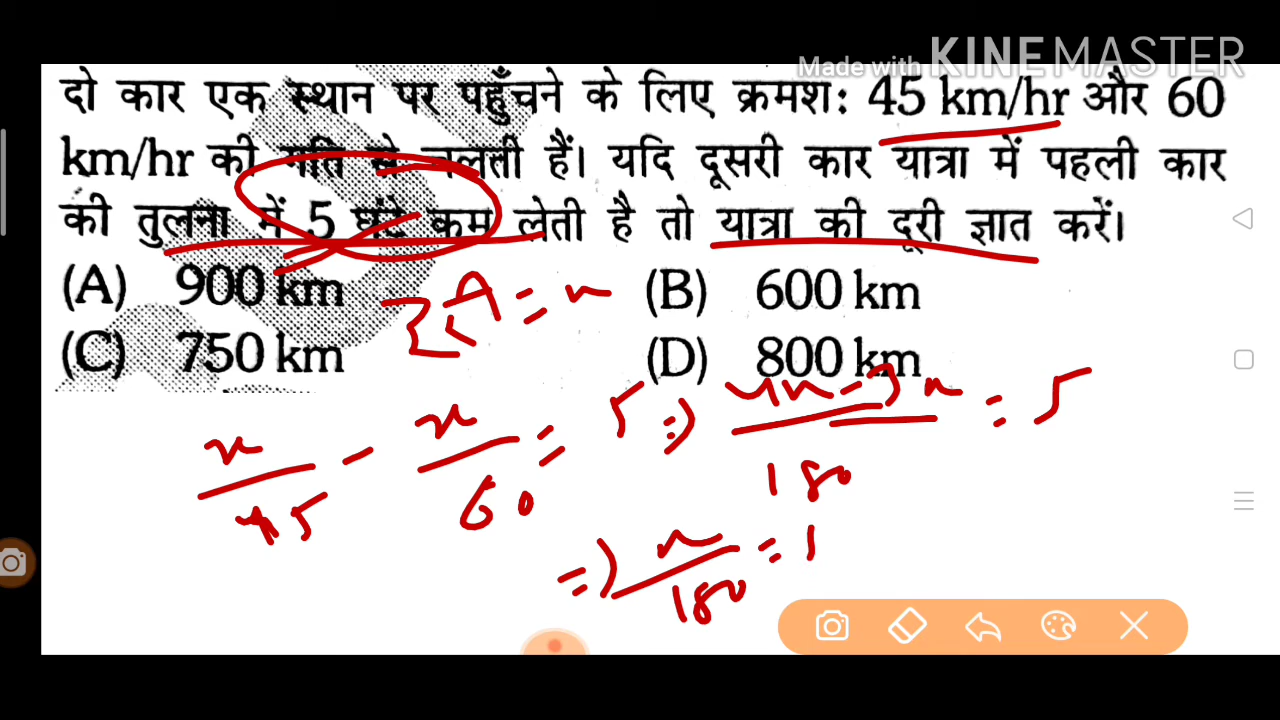 Made with KINEMASTER
दो कार एक स्थान पर पहुँचने के लिए क्रमश: 45 km/hr और 60
km/hr की गति से चलती हैं। यदि दूसरी कार यात्रा में पहली कार
की तुलना में 5 घंटे कम लेती है तो यात्रा की दूरी ज्ञात करें।
(A) 900 km (B) 600 km
(C) 750 km (D) 800 km
दूरी = x
x/45 - x/60 = 5 => 4x-3x/180 = 5
=> x/180 = 1